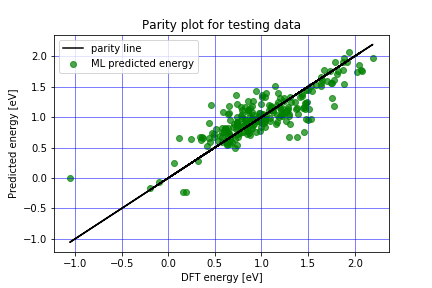 Parity plot for testing data
parity line
ML predicted energy
Predicted energy [eV]
2.0
1.5
1.0
0.5
0.0
−0.5
−1.0
−1.0 −0.5 0.0 0.5 1.0 1.5 2.0
DFT energy [eV]